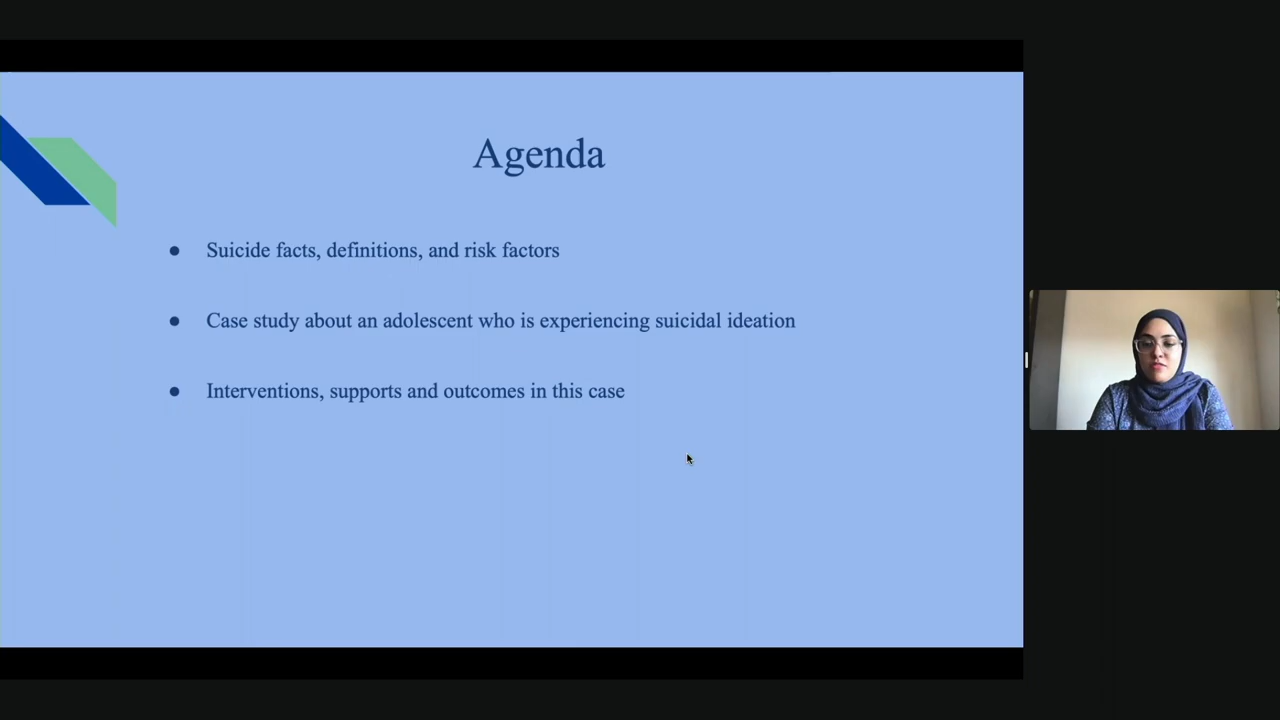 Agenda
● Suicide facts, definitions, and risk factors
● Case study about an adolescent who is experiencing suicidal ideation
● Interventions, supports and outcomes in this case